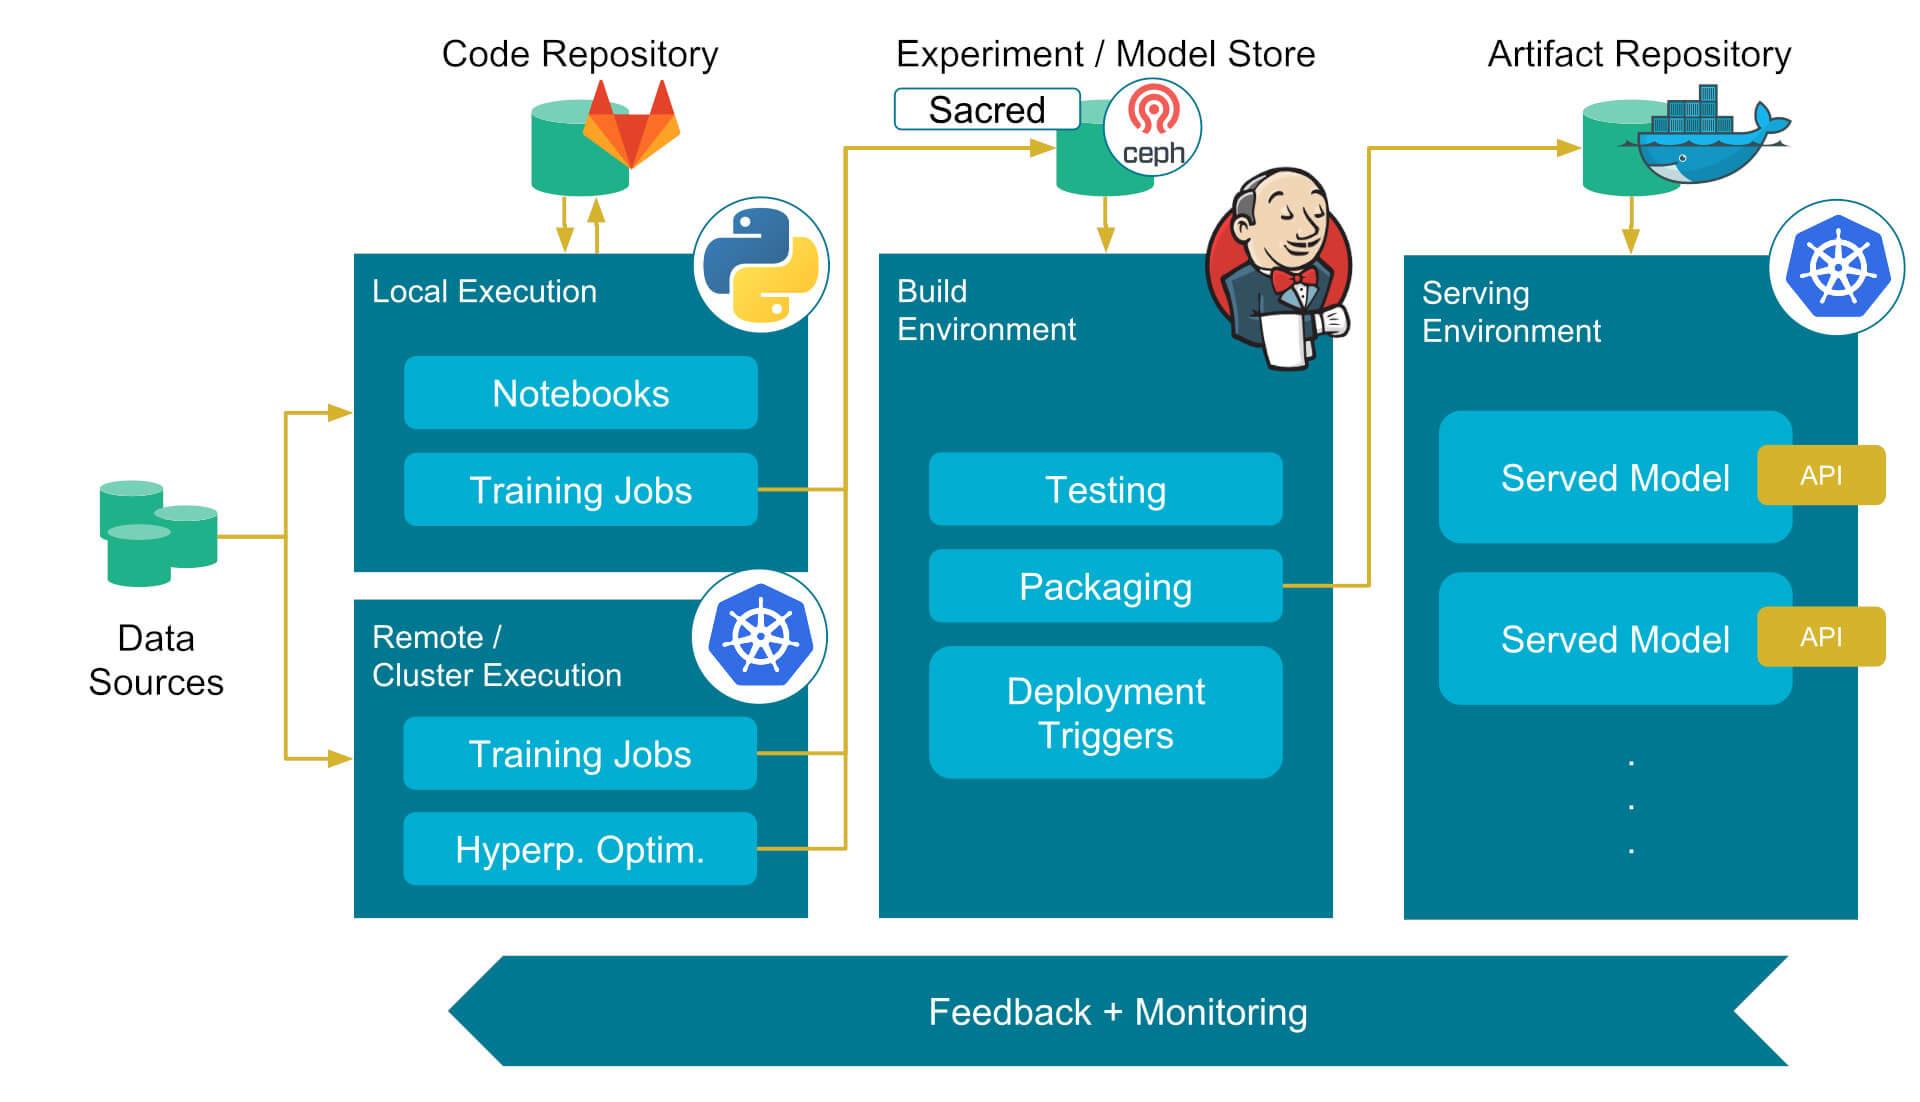 Code Repository
Experiment / Model Store
Artifact Repository
Sacred
ceph
Local Execution
Notebooks
Training Jobs
Remote /
Cluster Execution
Training Jobs
Hyperp. Optim.
Data
Sources
Build
Environment
Testing
Packaging
Deployment
Triggers
Serving
Environment
Served Model
API
Served Model
API
.
.
.
Feedback + Monitoring